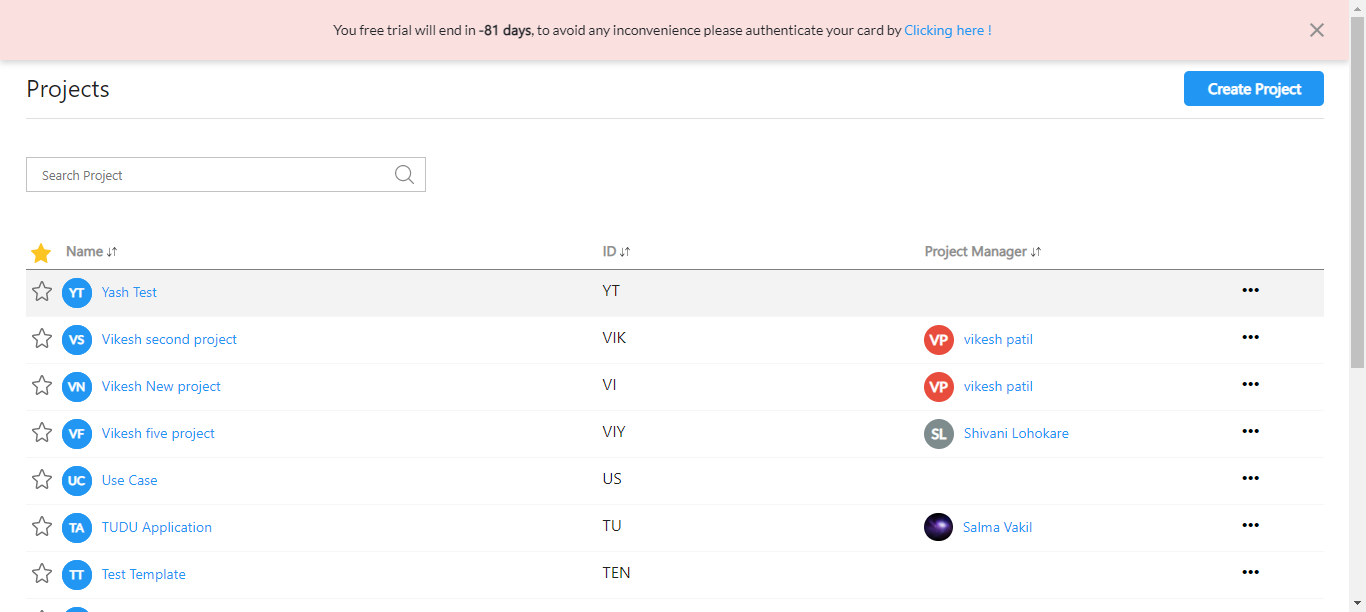 You free trial will end in -81 days, to avoid any inconvenience please authenticate your card by Clicking here !
Projects
Create Project
Search Project
Name
ID
Project Manager
YT Yash Test YT
VS Vikesh second project VIK VP vikesh patil
VN Vikesh New project VI VP vikesh patil
VF Vikesh five project VIY SL Shivani Lohokare
UC Use Case US
TA TUDU Application TU Salma Vakil
TT Test Template TEN